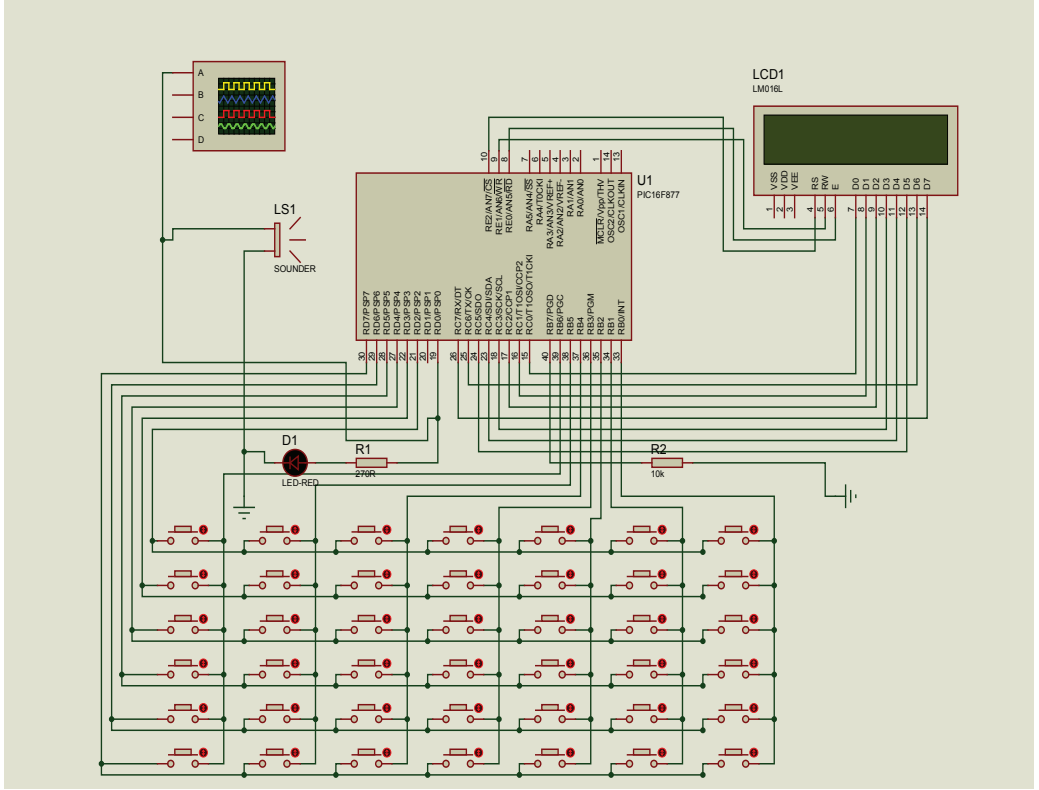 A
B
C
D
LS1
SOUNDER
LCD1
LM016L
VSS
VDD
VEE
RS
RW
E
D0
D1
D2
D3
D4
D5
D6
D7
1
2
3
4
5
6
7
8
9
10
11
12
13
14
U1
PIC16F877
10
9
8
7
6
5
4
3
2
1
14
13
RE2/AN7/CS
RE1/AN6/WR
RE0/AN5/RD
RA5/AN4/SS
RA4/T0CKI
RA3/AN3/VREF+
RA2/AN2/VREF-
RA1/AN1
RA0/AN0
MCLR/Vpp/THV
OSC2/CLKOUT
OSC1/CLKIN
RD7/PSP7
RD6/PSP6
RD5/PSP5
RD4/PSP4
RD3/PSP3
RD2/PSP2
RD1/PSP1
RD0/PSP0
RC7/RX/DT
RC6/TX/CK
RC5/SDO
RC4/SDI/SDA
RC3/SCK/SCL
RC2/CCP1
RC1/T1OSI/CCP2
RC0/T1OSO/T1CKI
RB7/PGD
RB6/PGC
RB5
RB4
RB3/PGM
RB2
RB1
RB0/INT
30
29
28
27
22
21
20
19
26
25
24
23
18
17
16
15
40
39
38
37
36
35
34
33
D1
LED-RED
R1
270R
R2
10k